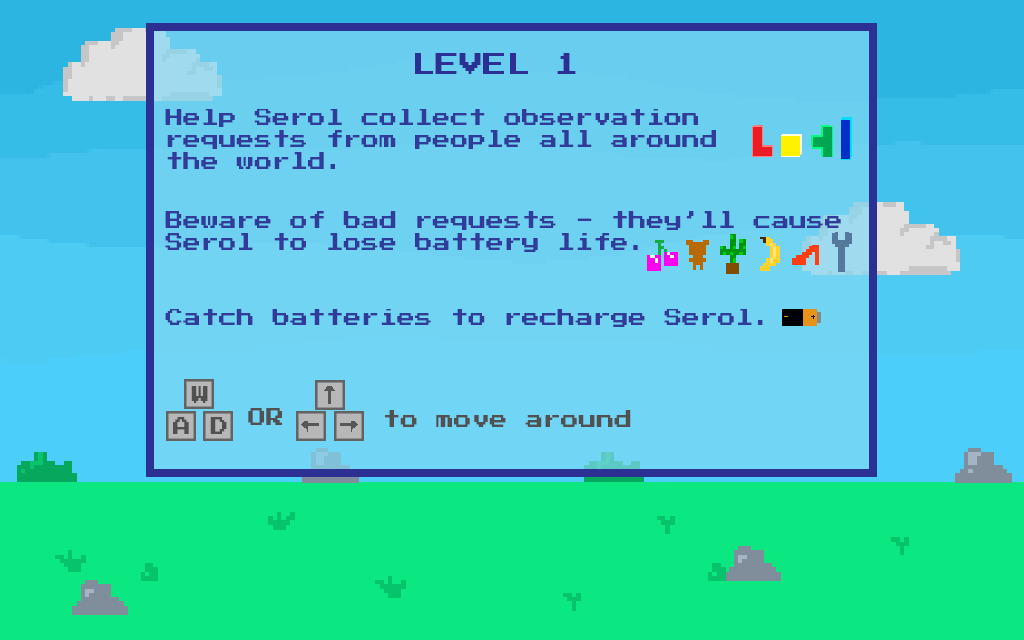 LEVEL 1
Help Serol collect observation
requests from people all around
the world.
Beware of bad requests - they'll cause
Serol to lose battery life.
Catch batteries to recharge Serol.
W ↑
A D OR ← → to move around